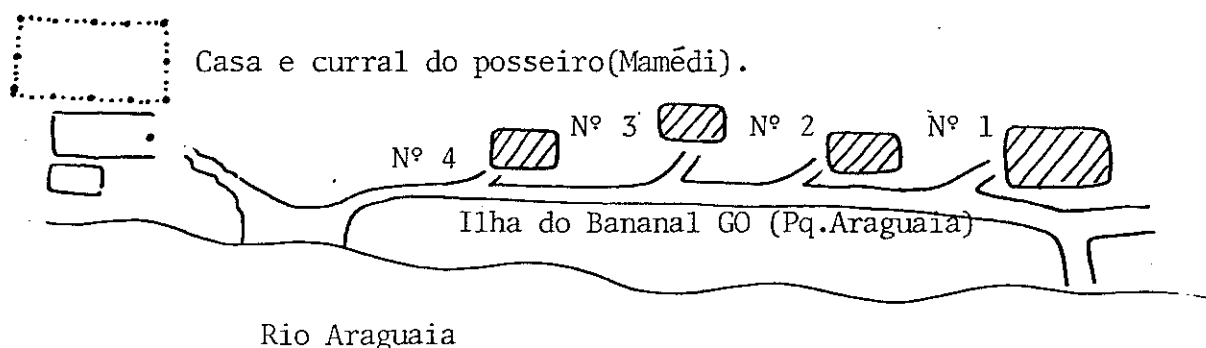 Casa e curral do posseiro(Mamédi).
Nº 4 Nº 3 Nº 2 Nº 1
Ilha do Bananal GO (Pq.Araguaia)
Rio Araguaia